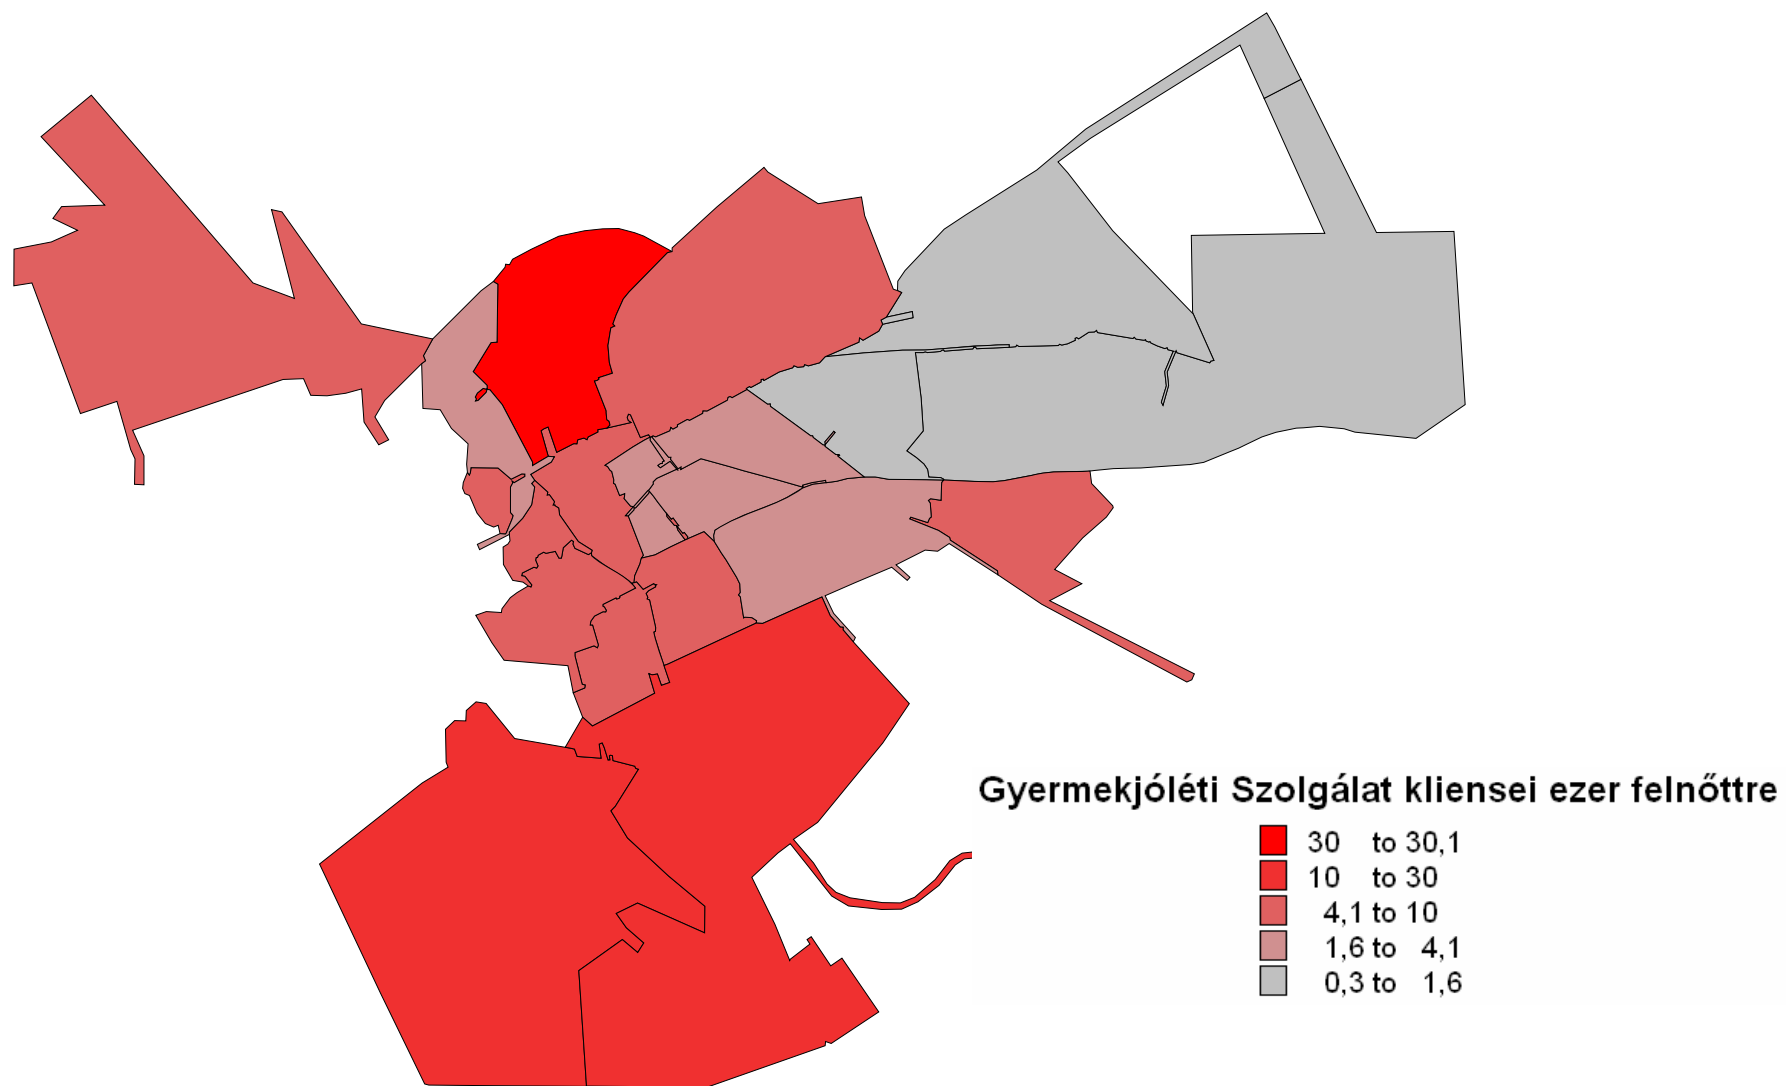 Gyermekjóléti Szolgálat kliensei ezer felnőttre
30 to 30,1
10 to 30
4,1 to 10
1,6 to 4,1
0,3 to 1,6